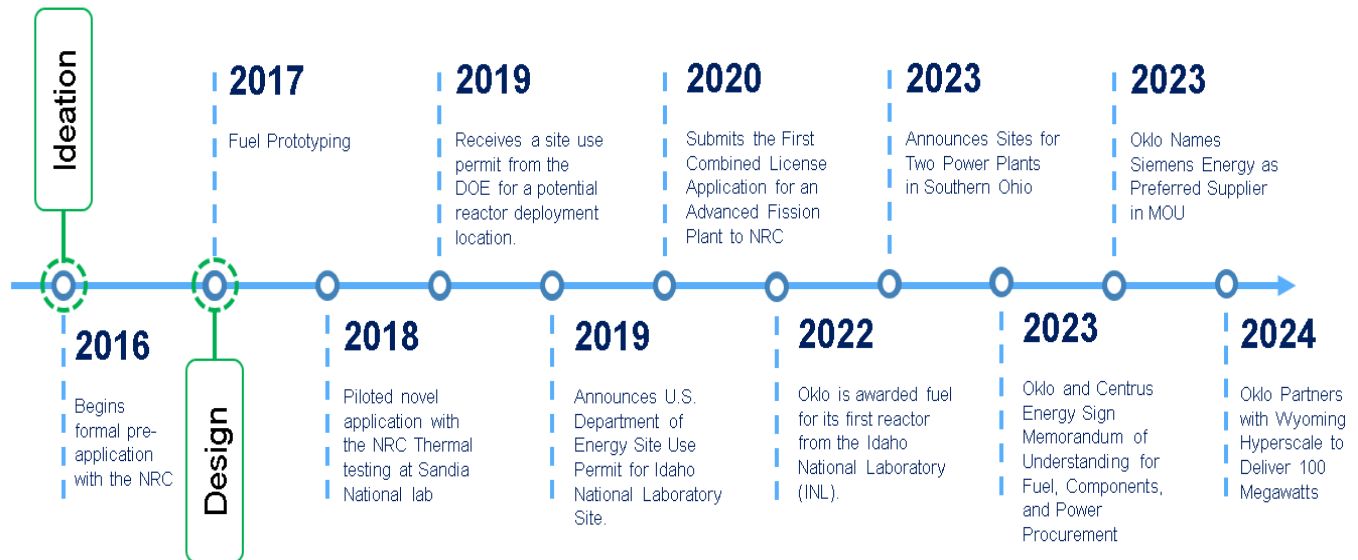 Ideation
2016
Begins
formal pre-
application
with the NRC
2017
Fuel Prototyping
Design
2018
Piloted novel
application with
the NRC Thermal
testing at Sandia
National lab
2019
Receives a site use
permit from the
DOE for a potential
reactor deployment
location.
2019
Announces U.S.
Department of
Energy Site Use
Permit for Idaho
National Laboratory
Site.
2020
Submits the First
Combined License
Application for an
Advanced Fission
Plant to NRC
2022
Oklo is awarded fuel
for its first reactor
from the Idaho
National Laboratory
(INL).
2023
Announces Sites for
Two Power Plants
in Southern Ohio
2023
Oklo and Centrus
Energy Sign
Memorandum of
Understanding for
Fuel, Components,
and Power
Procurement
2023
Oklo Names
Siemens Energy as
Preferred Supplier
in MOU
2024
Oklo Partners
with Wyoming
Hyperscale to
Deliver 100
Megawatts